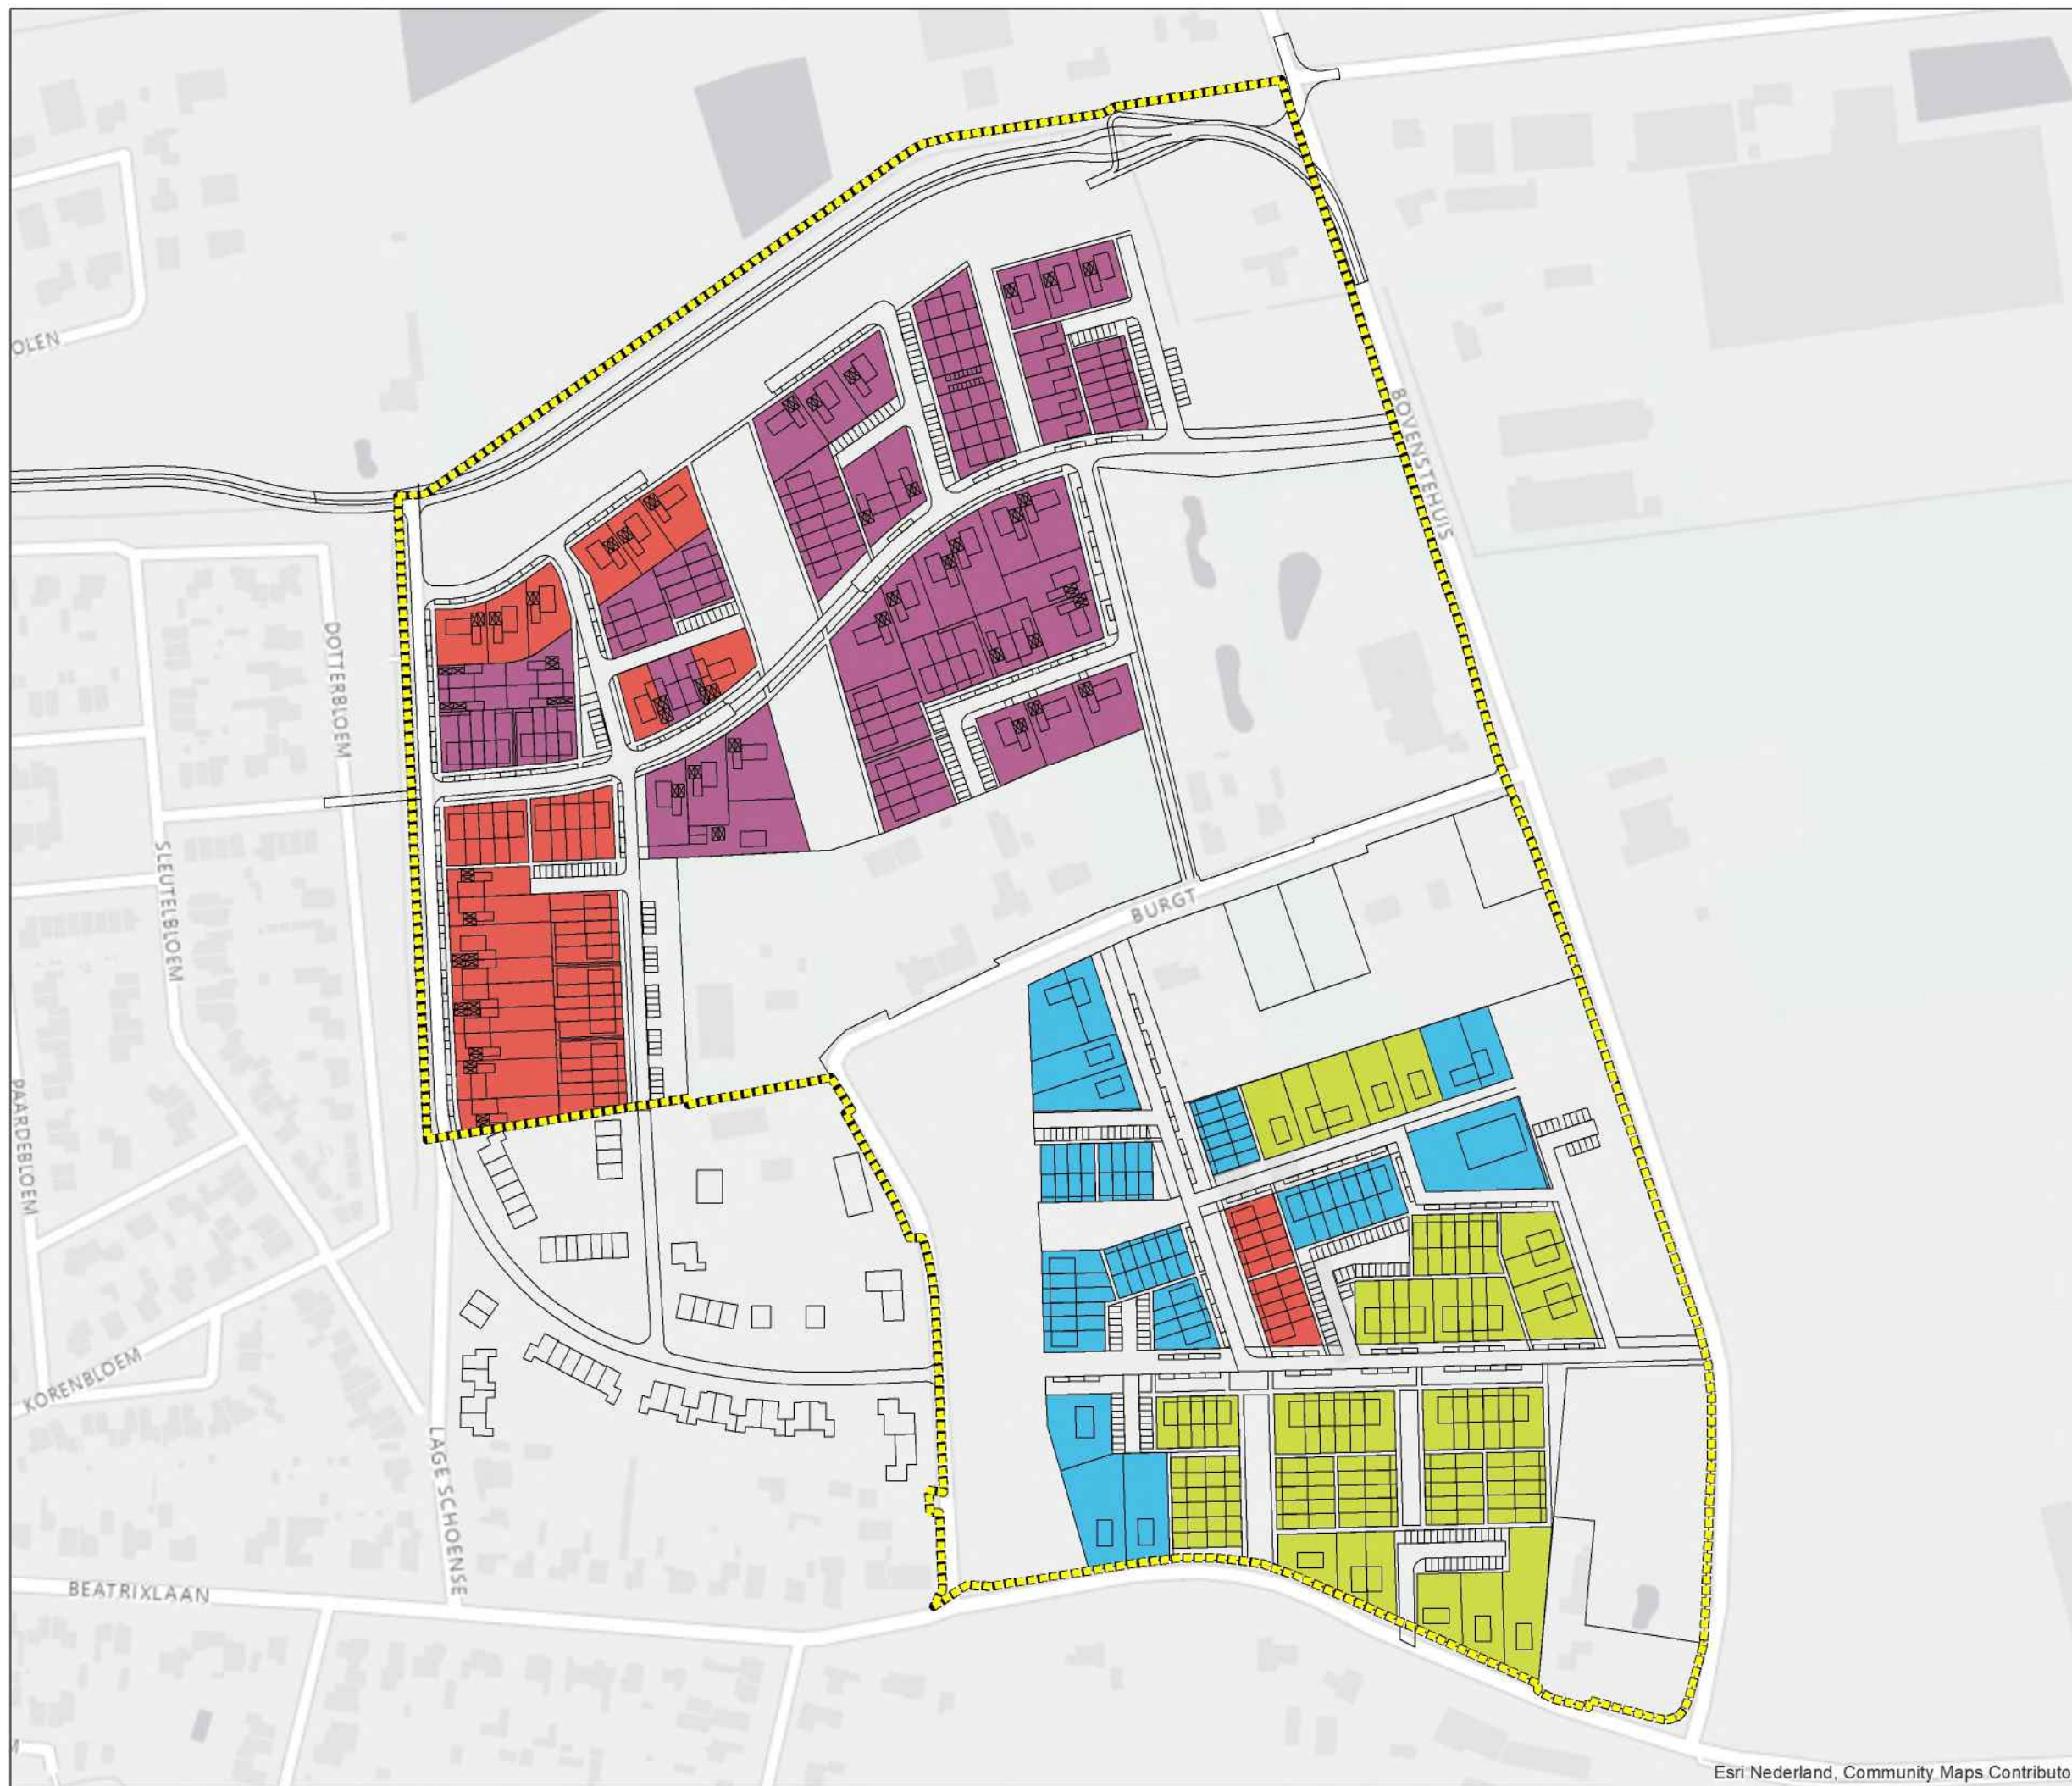 OLEN
BOVENSTEHUIS
DOTTERBLOEM
SLEUTELBLOEM
BURGT
PAARDEBLOEM
KORENBLOEM
LAGE SCHOENSE
BEATRIXLAAN
Esri Nederland, Community Maps Contributo